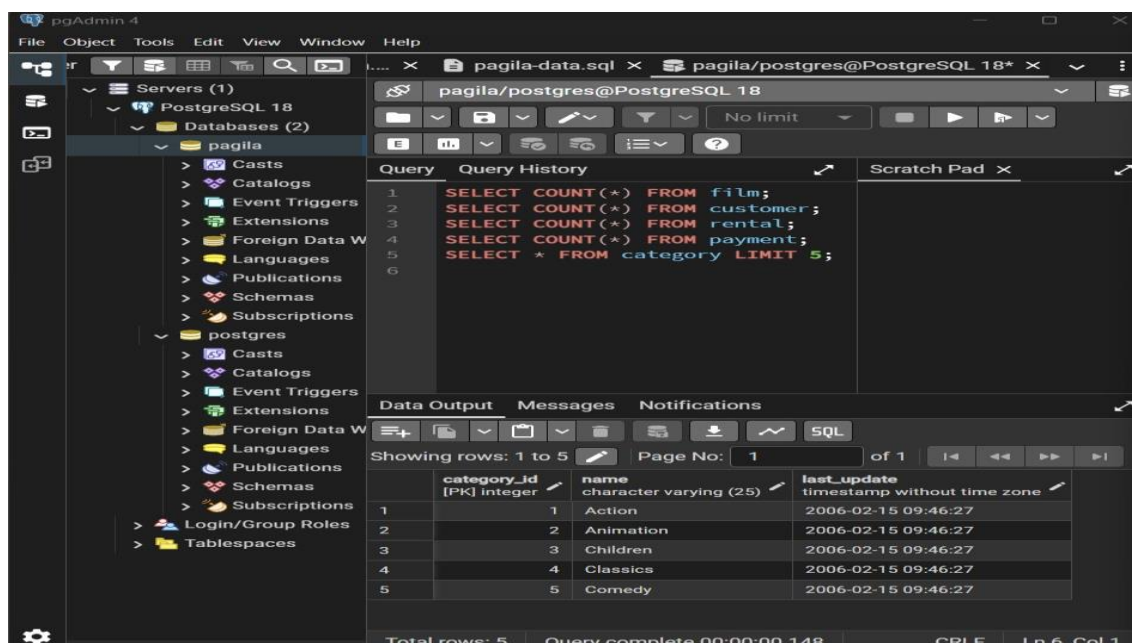 pgAdmin 4
File Object Tools Edit View Window Help
pagila-data.sql
pagila/postgres@PostgreSQL 18*
Servers (1)
PostgreSQL 18
Databases (2)
pagila
Casts
Catalogs
Event Triggers
Extensions
Foreign Data W
Languages
Publications
Schemas
Subscriptions
postgres
Casts
Catalogs
Event Triggers
Extensions
Foreign Data W
Languages
Publications
Schemas
Subscriptions
Login/Group Roles
Tablespaces
pagila/postgres@PostgreSQL 18
No limit
E
Query Query History
Scratch Pad
1 SELECT COUNT(*) FROM film;
2 SELECT COUNT(*) FROM customer;
3 SELECT COUNT(*) FROM rental;
4 SELECT COUNT(*) FROM payment;
5 SELECT * FROM category LIMIT 5;
6
Data Output Messages Notifications
SQL
Showing rows: 1 to 5 Page No: 1 of 1
category_id name last_update
[PK] integer character varying (25) timestamp without time zone
1 1 Action 2006-02-15 09:46:27
2 2 Animation 2006-02-15 09:46:27
3 3 Children 2006-02-15 09:46:27
4 4 Classics 2006-02-15 09:46:27
5 5 Comedy 2006-02-15 09:46:27
Total rows: 5 Query complete 00:00:00.148 CRLF Ln 6, Col 1